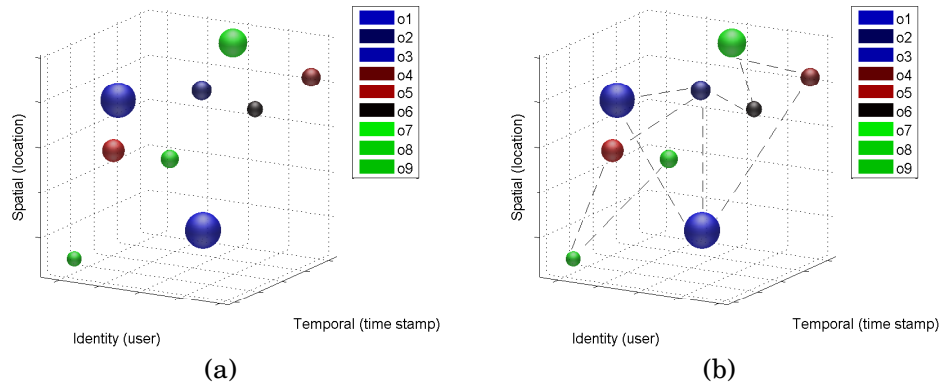 o1
o2
o3
o4
o5
o6
o7
o8
o9
Spatial (location)
Identity (user)
Temporal (time stamp)
(a)
o1
o2
o3
o4
o5
o6
o7
o8
o9
Spatial (location)
Identity (user)
Temporal (time stamp)
(b)